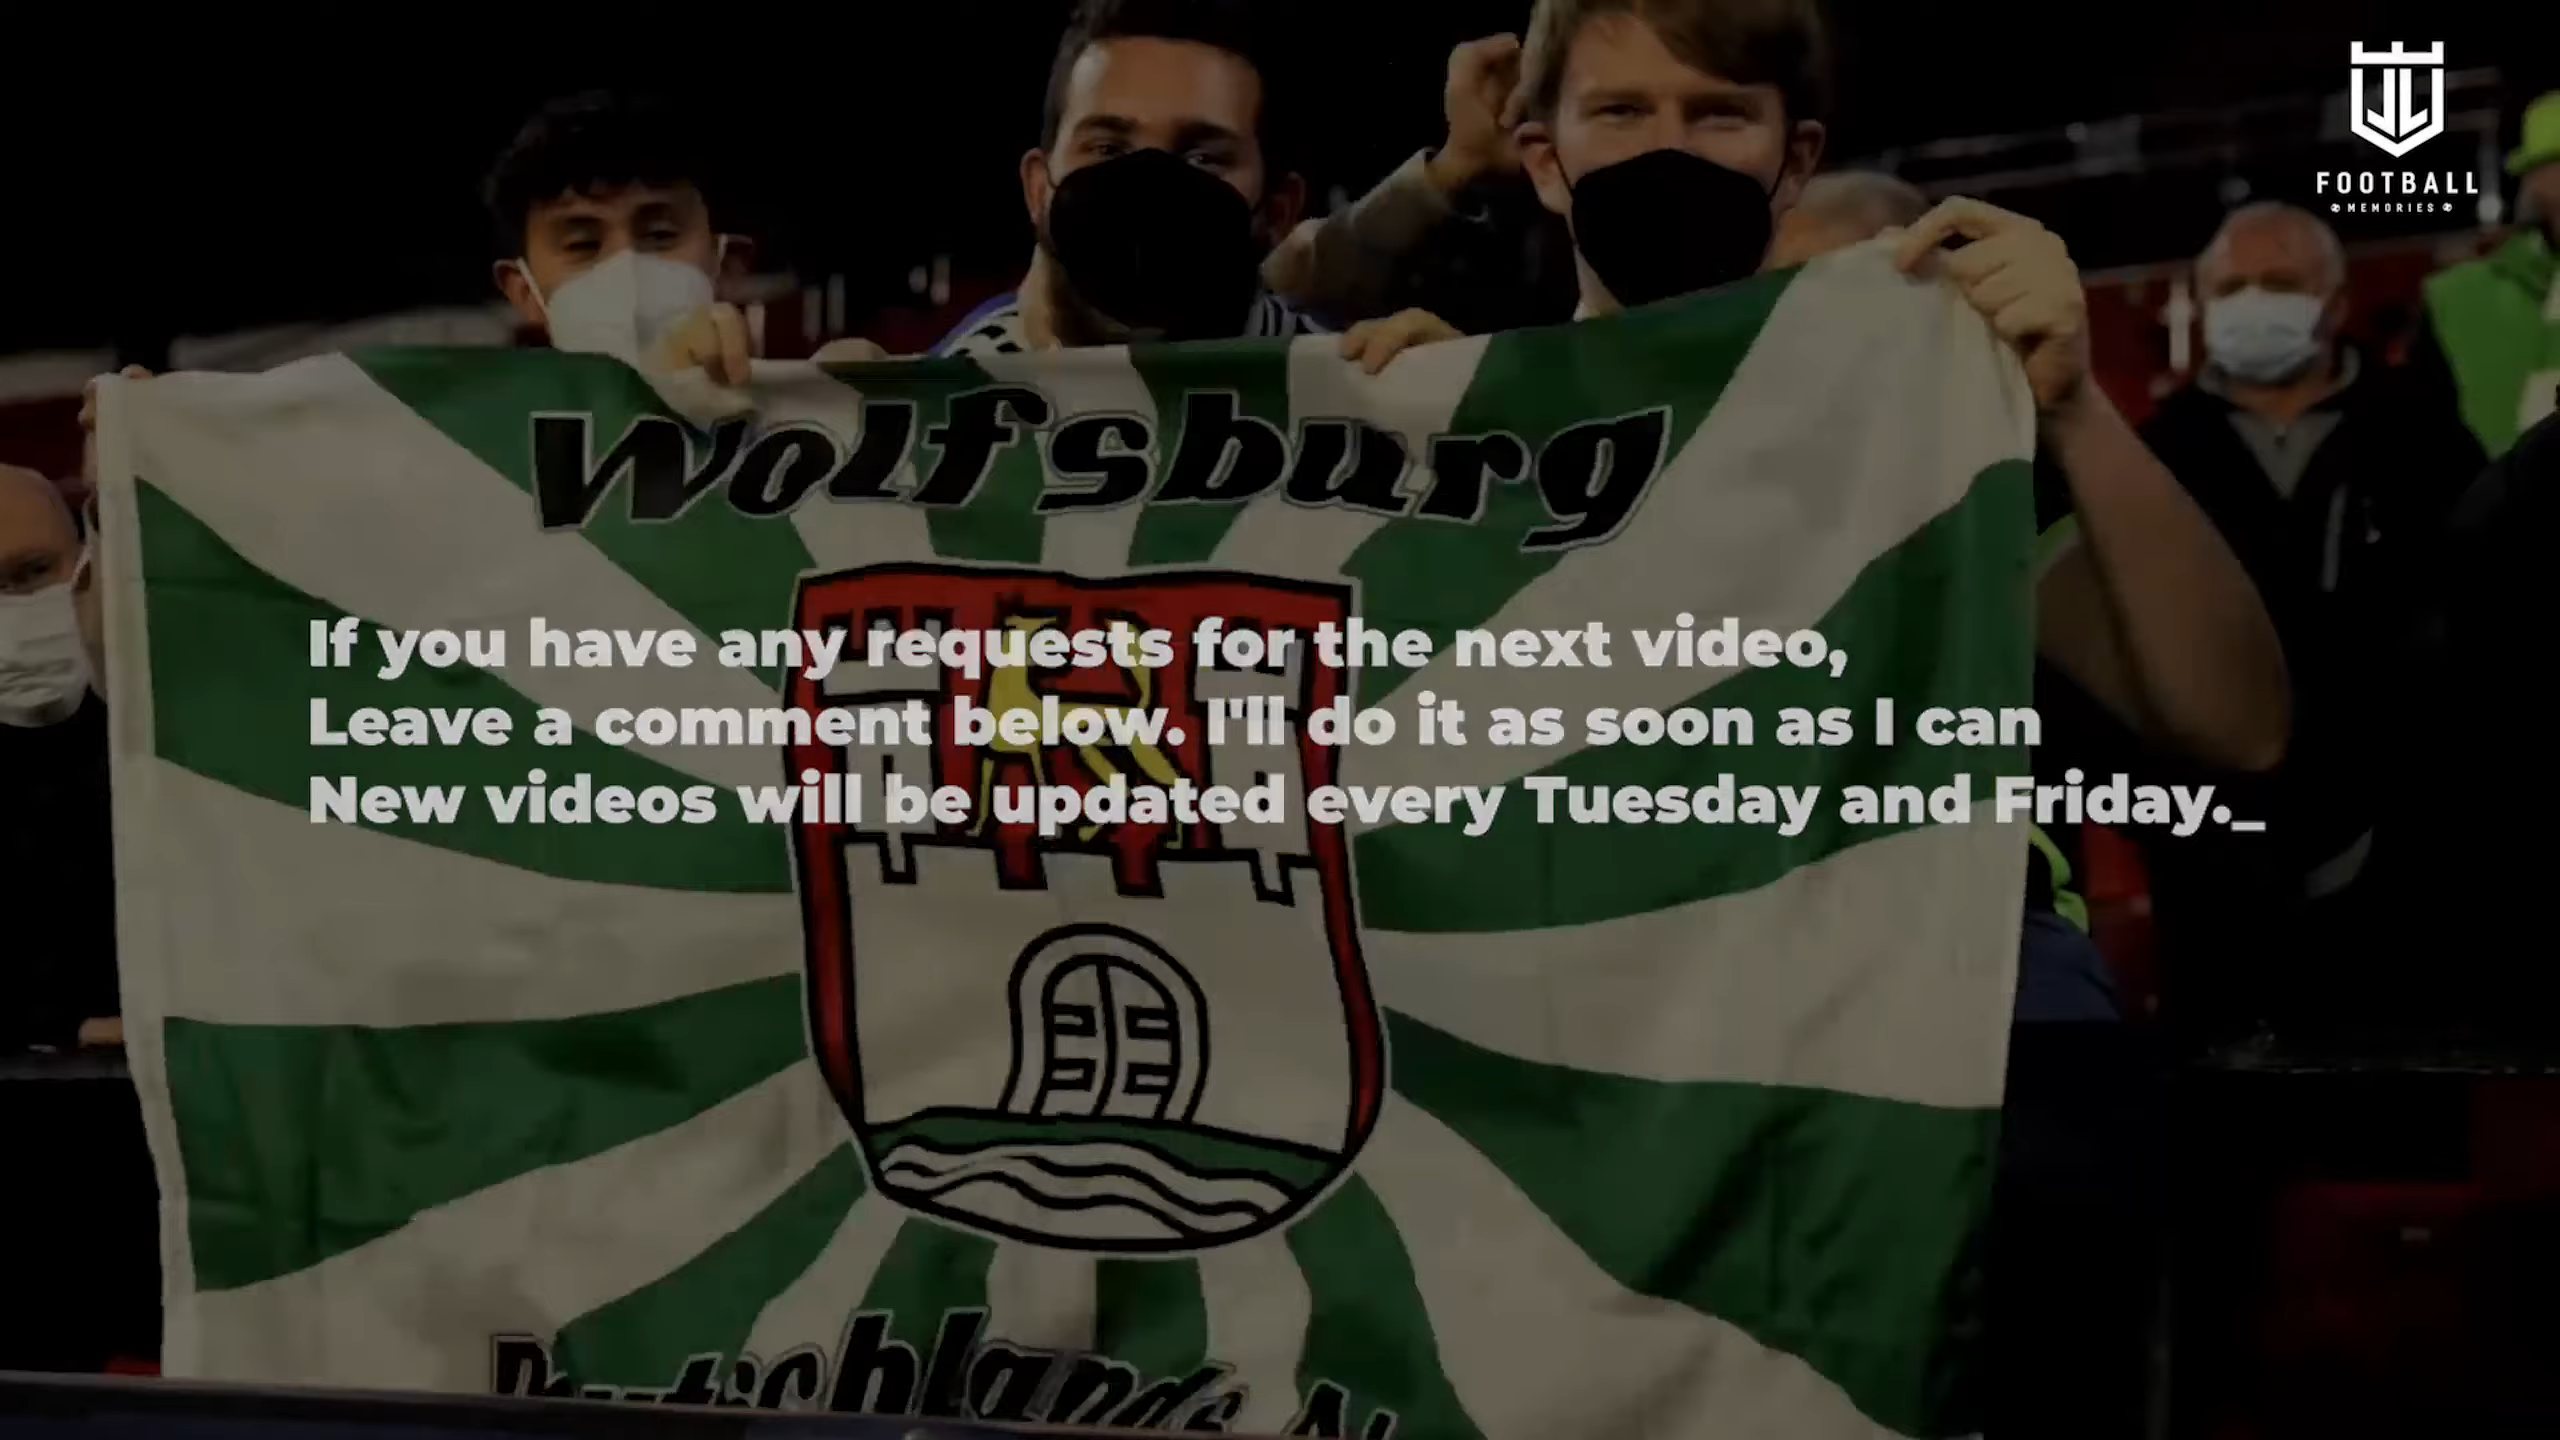 FOOTBALL
MEMORIES
Wolfsburg
If you have any requests for the next video,
Leave a comment below. I'll do it as soon as I can
New videos will be updated every Tuesday and Friday._
Deutschlands